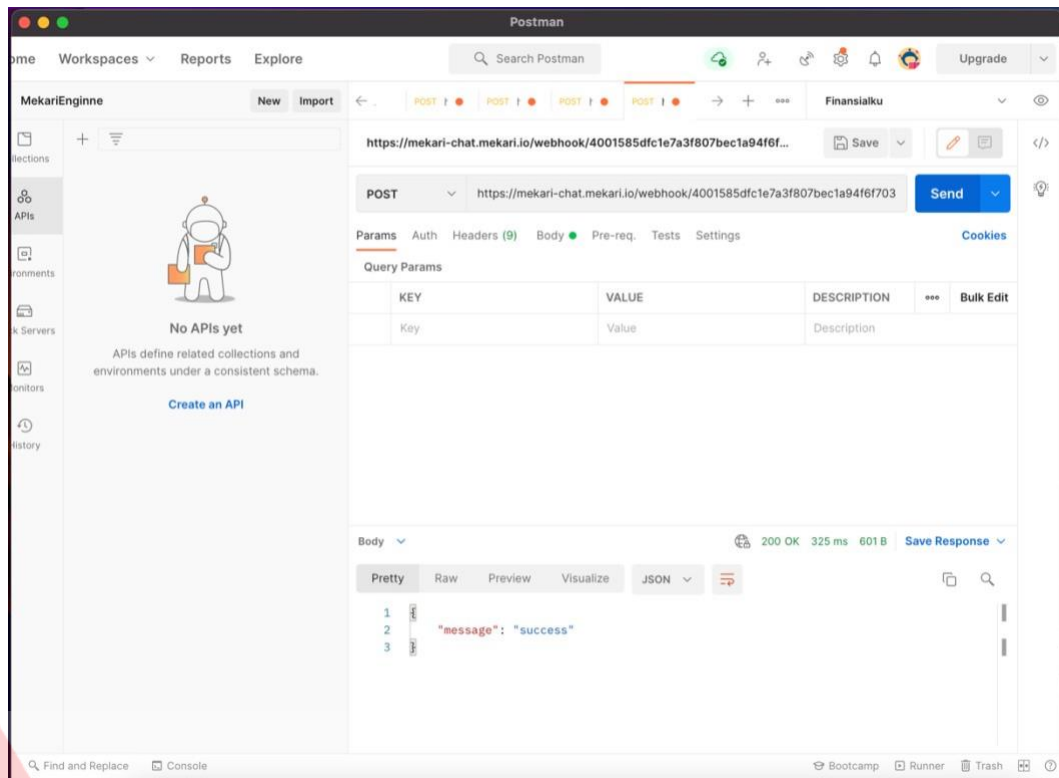 Postman
ome Workspaces Reports Explore Search Postman Upgrade
MekariEnginne New Import POST POST POST POST Finansialku
llections
https://mekari-chat.mekari.io/webhook/4001585dfc1e7a3f807bec1a94f6f... Save
APIs
POST https://mekari-chat.mekari.io/webhook/4001585dfc1e7a3f807bec1a94f6f703 Send
Params Auth Headers (9) Body Pre-req. Tests Settings Cookies
ronments
Query Params
KEY VALUE DESCRIPTION Bulk Edit
Key Value Description
k Servers
No APIs yet
APIs define related collections and
environments under a consistent schema.
onitors
Create an API
History
Body 200 OK 325 ms 601 B Save Response
Pretty Raw Preview Visualize JSON
1 {
2 "message": "success"
3 }
Find and Replace Console Bootcamp Runner Trash